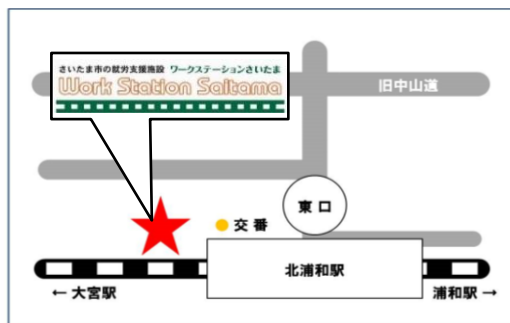 さいたま市の就労支援施設 ワークステーションさいたま
Work Station Saitama
旧中山道
東口
交番
北浦和駅
← 大宮駅
浦和駅 →